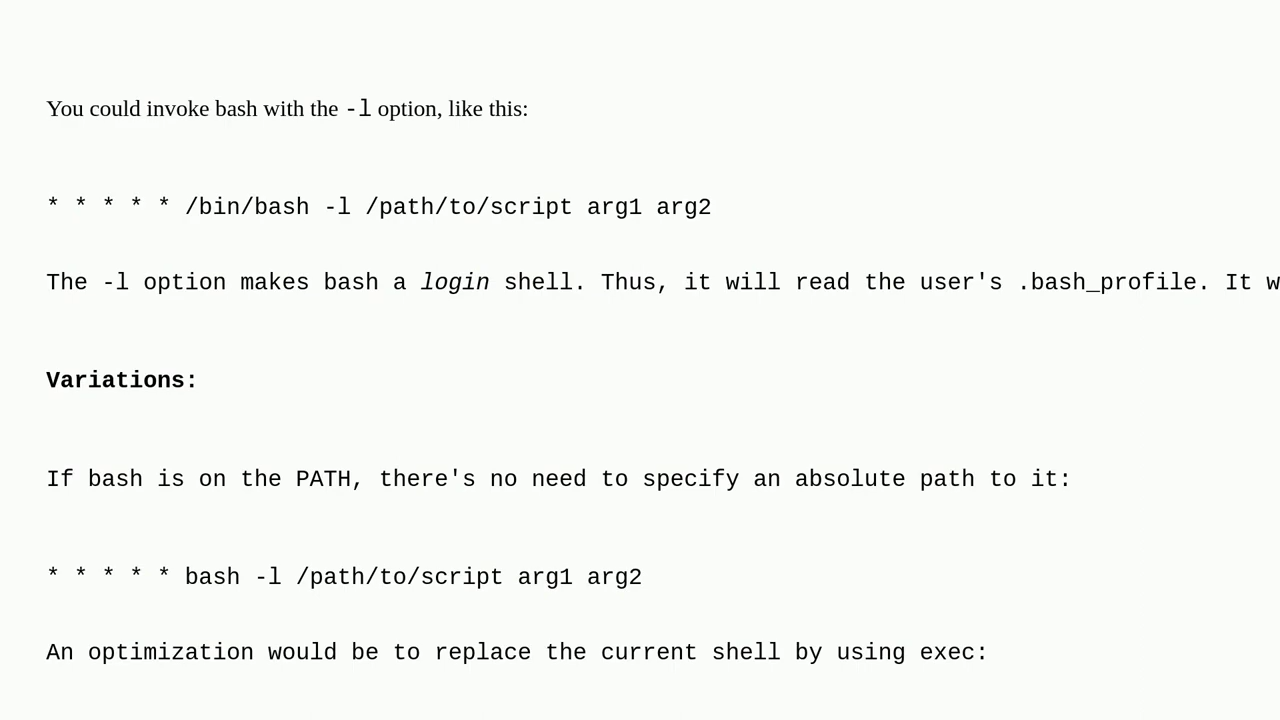 You could invoke bash with the -l option, like this:
* * * * * /bin/bash -l /path/to/script arg1 arg2
The -l option makes bash a login shell. Thus, it will read the user's .bash_profile. It
Variations:
If bash is on the PATH, there's no need to specify an absolute path to it:
* * * * * bash -l /path/to/script arg1 arg2
An optimization would be to replace the current shell by using exec: